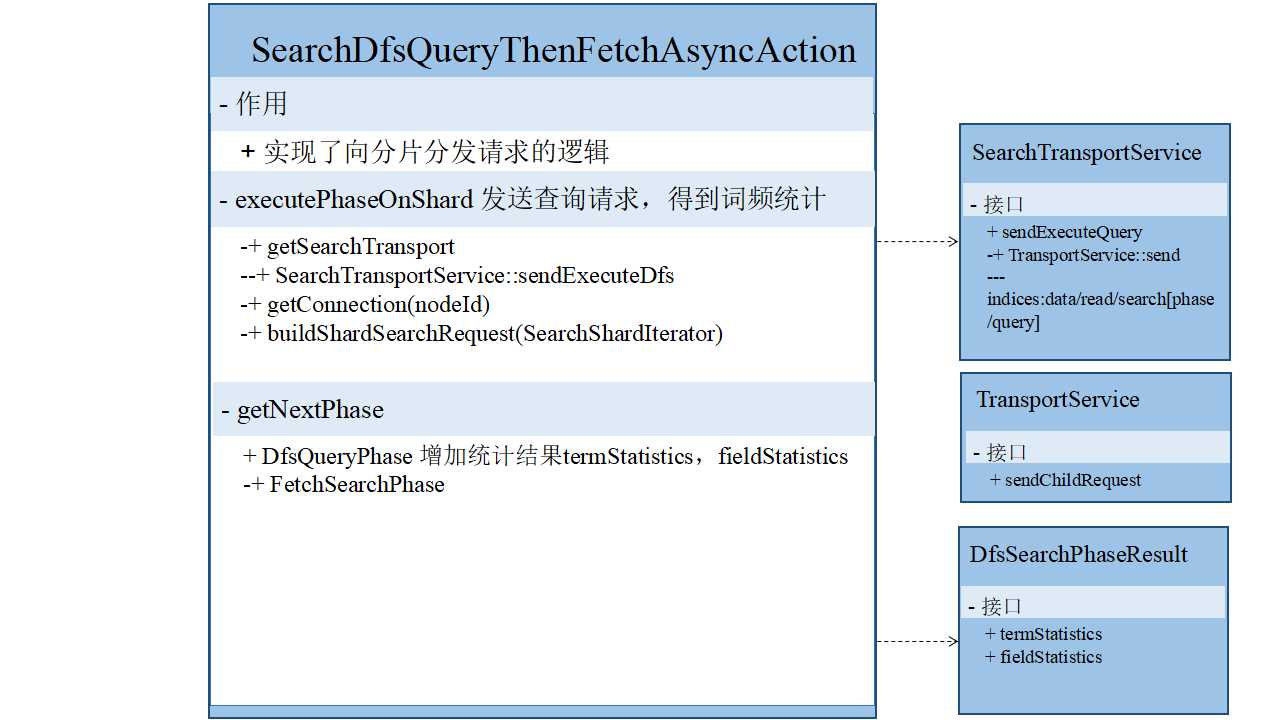 SearchDfsQueryThenFetchAsyncAction
- 作用
+ 实现了向分片分发请求的逻辑
- executePhaseOnShard 发送查询请求，得到词频统计
-+ getSearchTransport
--+ SearchTransportService::sendExecuteDfs
-+ getConnection(nodeId)
-+ buildShardSearchRequest(SearchShardIterator)
- getNextPhase
+ DfsQueryPhase 增加统计结果termStatistics，fieldStatistics
-+ FetchSearchPhase
SearchTransportService
- 接口
+ sendExecuteQuery
-+ TransportService::send
---
indices:data/read/search[phase
/query]
TransportService
- 接口
+ sendChildRequest
DfsSearchPhaseResult
- 接口
+ termStatistics
+ fieldStatistics